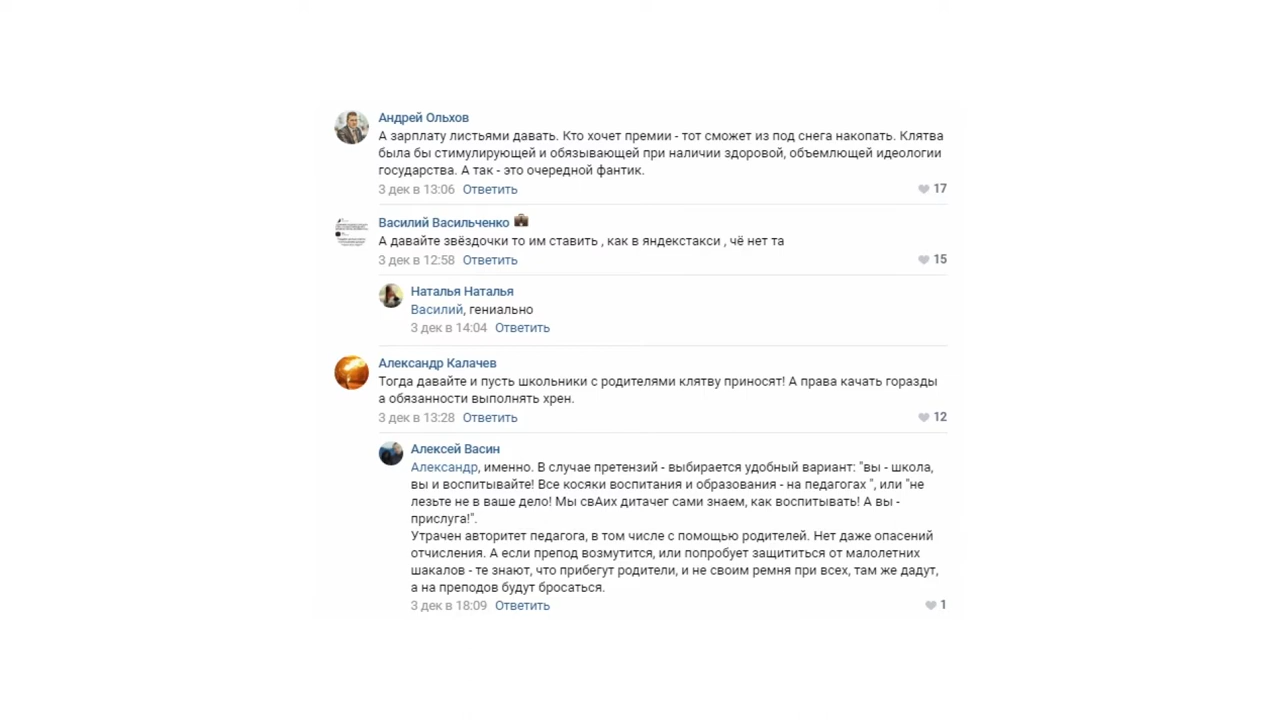 Андрей Ольхов
А зарплату листьями давать. Кто хочет премии - тот сможет из под снега накопать. Клятва
была бы стимулирующей и обязывающей при наличии здоровой, объемлющей идеологии
государства. А так - это очередной фантик.
3 дек в 13:06 Ответить 17
Василий Васильченко
А давайте звёздочки то им ставить , как в яндекстакси , чё нет та
3 дек в 12:58 Ответить 15
Наталья Наталья
Василий, гениально
3 дек в 14:04 Ответить
Александр Калачев
Тогда давайте и пусть школьники с родителями клятву приносят! А права качать горазды
а обязанности выполнять хрен.
3 дек в 13:28 Ответить 12
Алексей Васин
Александр, именно. В случае претензий - выбирается удобный вариант: "вы - школа,
вы и воспитывайте! Все косяки воспитания и образования - на педагогах ", или "не
лезьте не в ваше дело! Мы свАих дитачег сами знаем, как воспитывать! А вы -
прислуга!".
Утрачен авторитет педагога, в том числе с помощью родителей. Нет даже опасений
отчисления. А если препод возмутится, или попробует защититься от малолетних
шакалов - те знают, что прибегут родители, и не своим ремня при всех, там же дадут,
а на преподов будут бросаться.
3 дек в 18:09 Ответить 1